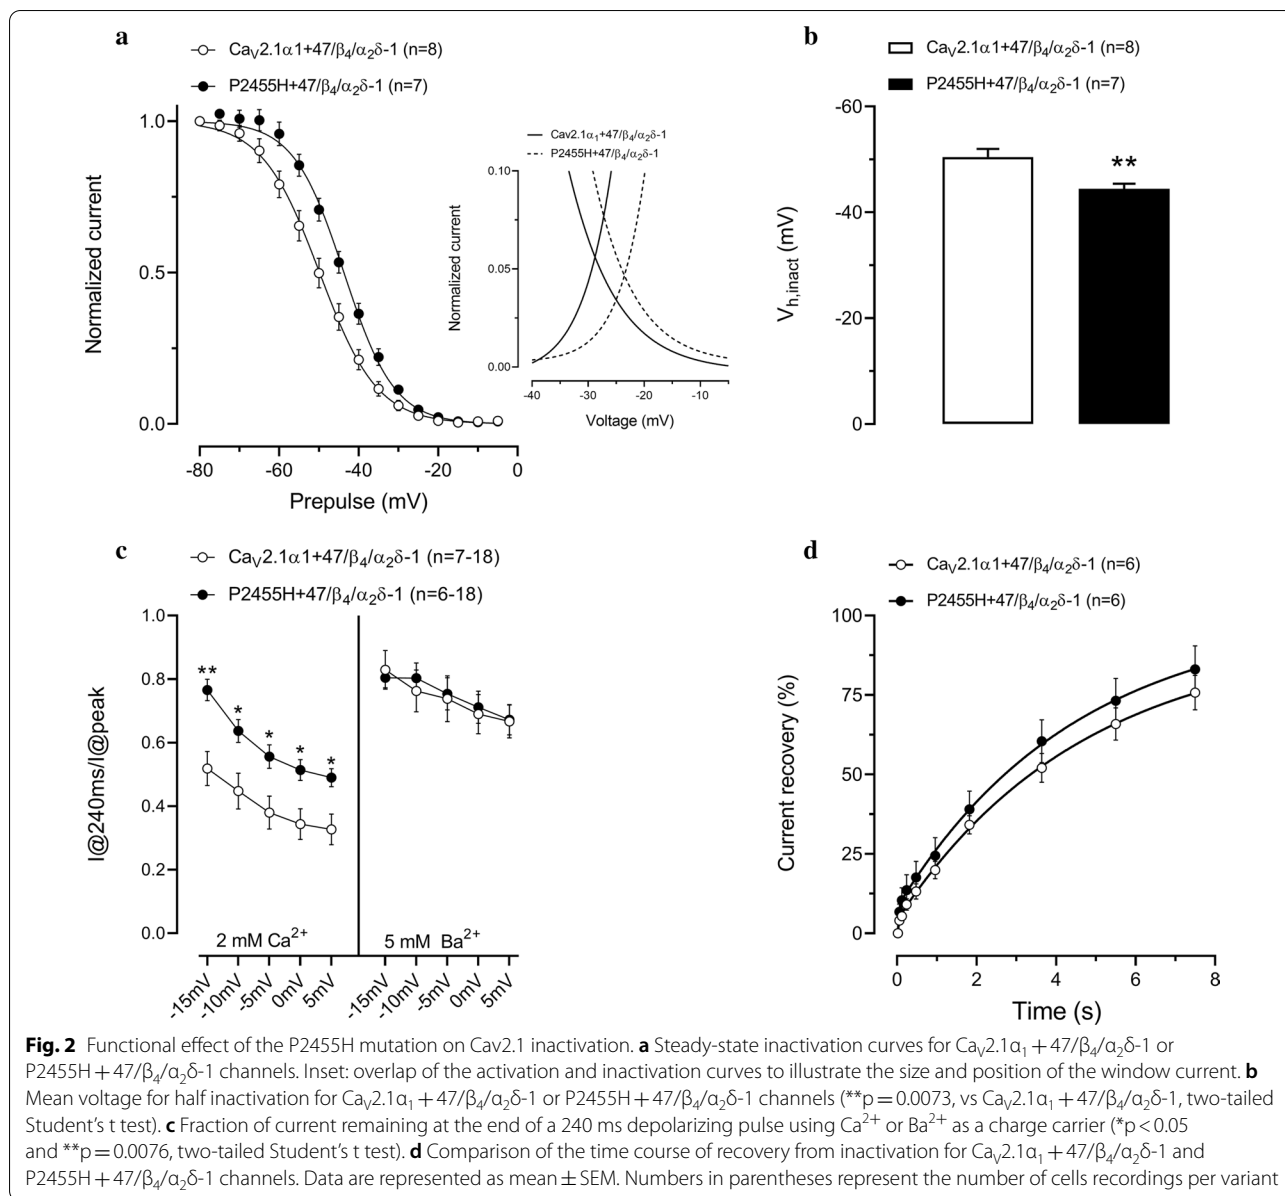 a
Ca_V2.1α1+47/β₄/α₂δ-1 (n=8)
P2455H+47/β₄/α₂δ-1 (n=7)
Normalized current
1.0
0.5
0.0
-80
-60
-40
-20
0
Prepulse (mV)
Cav2.1α₁+47/β₄/α₂δ-1
P2455H+47/β₄/α₂δ-1
Normalized current
0.10
0.05
0.00
-40
-30
-20
-10
Voltage (mV)
b
Ca_V2.1α1+47/β₄/α₂δ-1 (n=8)
P2455H+47/β₄/α₂δ-1 (n=7)
V_h,inact (mV)
-60
-40
-20
0
**
c
Ca_V2.1α1+47/β₄/α₂δ-1 (n=7-18)
P2455H+47/β₄/α₂δ-1 (n=6-18)
I@240ms/I@peak
1.0
0.8
0.6
0.4
0.2
0.0
**
*
*
*
*
2 mM Ca²⁺
5 mM Ba²⁺
-15mV
-10mV
-5mV
0mV
5mV
-15mV
-10mV
-5mV
0mV
5mV
d
Ca_V2.1α1+47/β₄/α₂δ-1 (n=6)
P2455H+47/β₄/α₂δ-1 (n=6)
Current recovery (%)
100
75
50
25
0
0
2
4
6
8
Time (s)
Fig. 2 Functional effect of the P2455H mutation on Cav2.1 inactivation. a Steady-state inactivation curves for Ca_V2.1α₁ + 47/β₄/α₂δ-1 or
P2455H + 47/β₄/α₂δ-1 channels. Inset: overlap of the activation and inactivation curves to illustrate the size and position of the window current. b
Mean voltage for half inactivation for Ca_V2.1α₁ + 47/β₄/α₂δ-1 or P2455H + 47/β₄/α₂δ-1 channels (**p = 0.0073, vs Ca_V2.1α₁ + 47/β₄/α₂δ-1, two-tailed
Student's t test). c Fraction of current remaining at the end of a 240 ms depolarizing pulse using Ca²⁺ or Ba²⁺ as a charge carrier (*p < 0.05
and **p = 0.0076, two-tailed Student's t test). d Comparison of the time course of recovery from inactivation for Ca_V2.1α₁ + 47/β₄/α₂δ-1 and
P2455H + 47/β₄/α₂δ-1 channels. Data are represented as mean ± SEM. Numbers in parentheses represent the number of cells recordings per variant